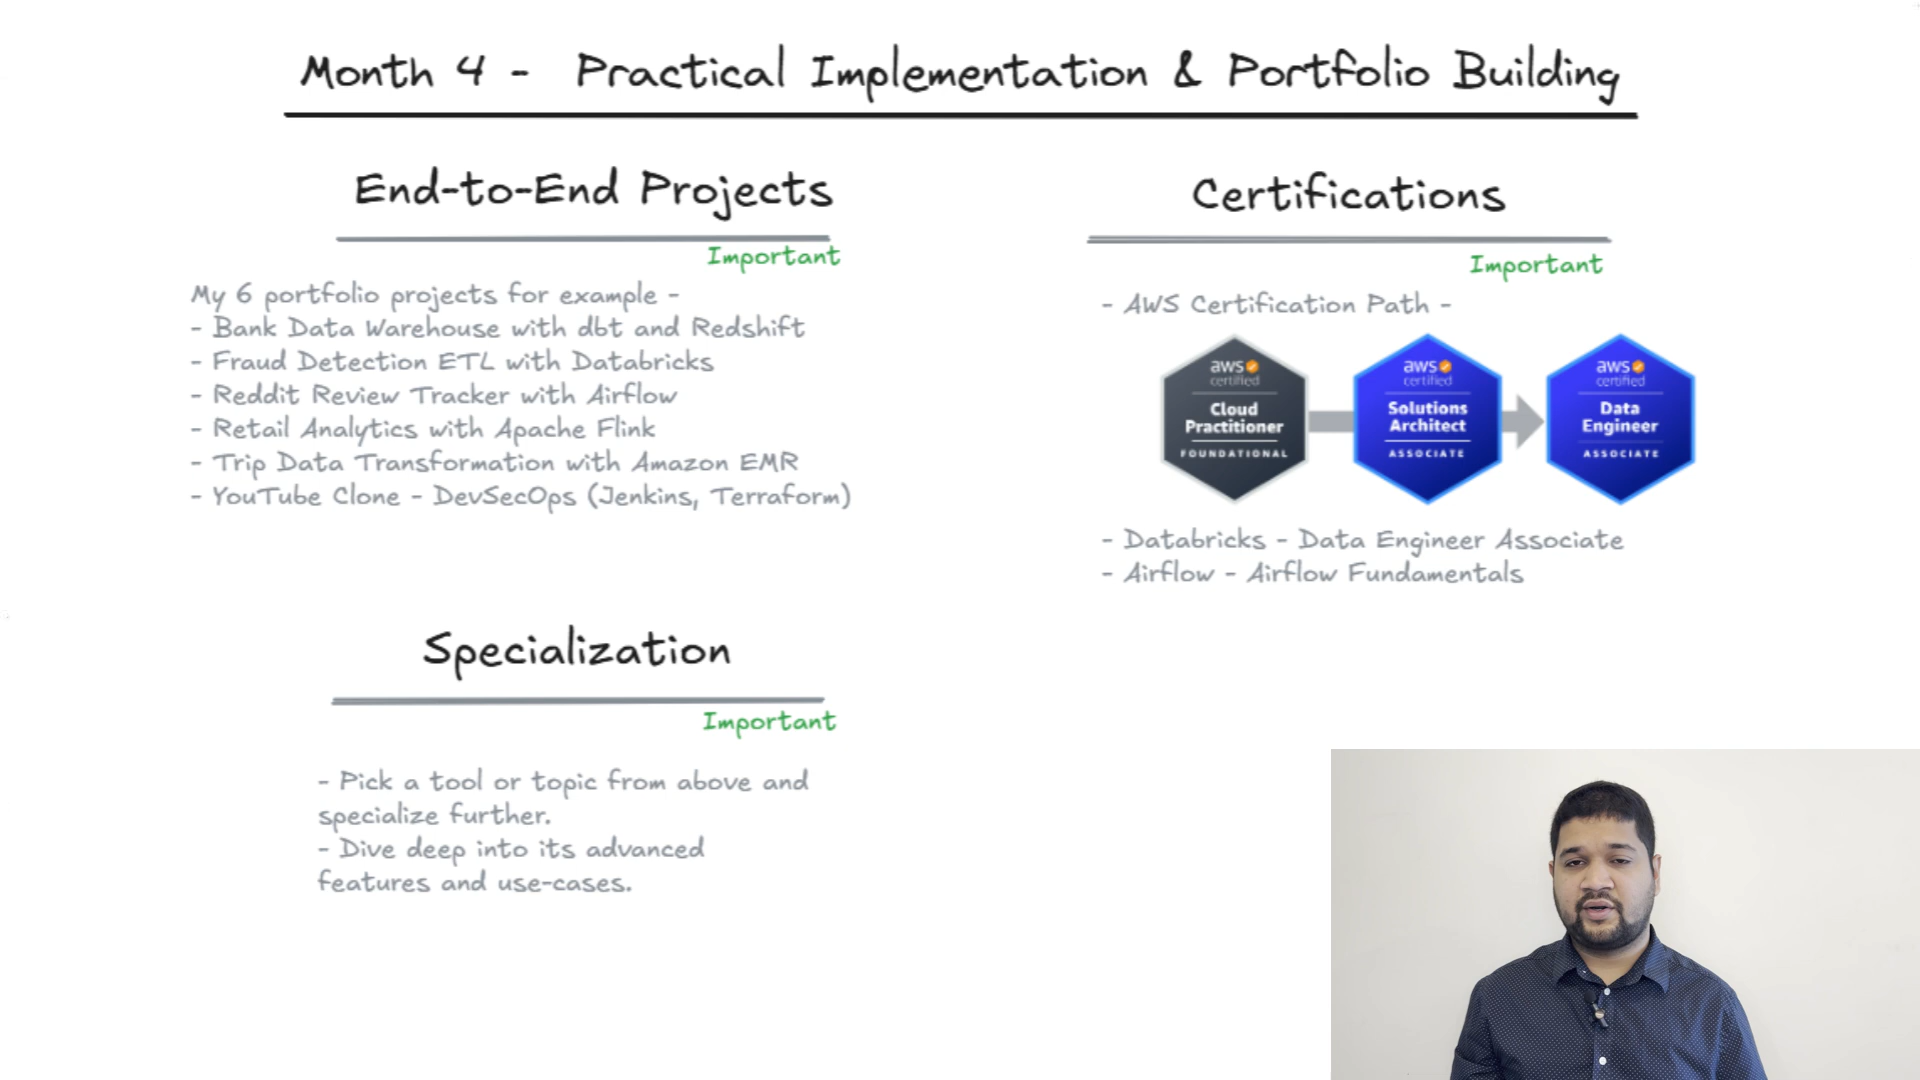 Month 4 - Practical Implementation & Portfolio Building
End-to-End Projects
Important
My 6 portfolio projects for example -
- Bank Data Warehouse with dbt and Redshift
- Fraud Detection ETL with Databricks
- Reddit Review Tracker with Airflow
- Retail Analytics with Apache Flink
- Trip Data Transformation with Amazon EMR
- YouTube Clone - DevSecOps (Jenkins, Terraform)
Certifications
Important
- AWS Certification Path -
aws
certified
Cloud
Practitioner
FOUNDATIONAL
aws
certified
Solutions
Architect
ASSOCIATE
aws
certified
Data
Engineer
ASSOCIATE
- Databricks - Data Engineer Associate
- Airflow - Airflow Fundamentals
Specialization
Important
- Pick a tool or topic from above and
specialize further.
- Dive deep into its advanced
features and use-cases.